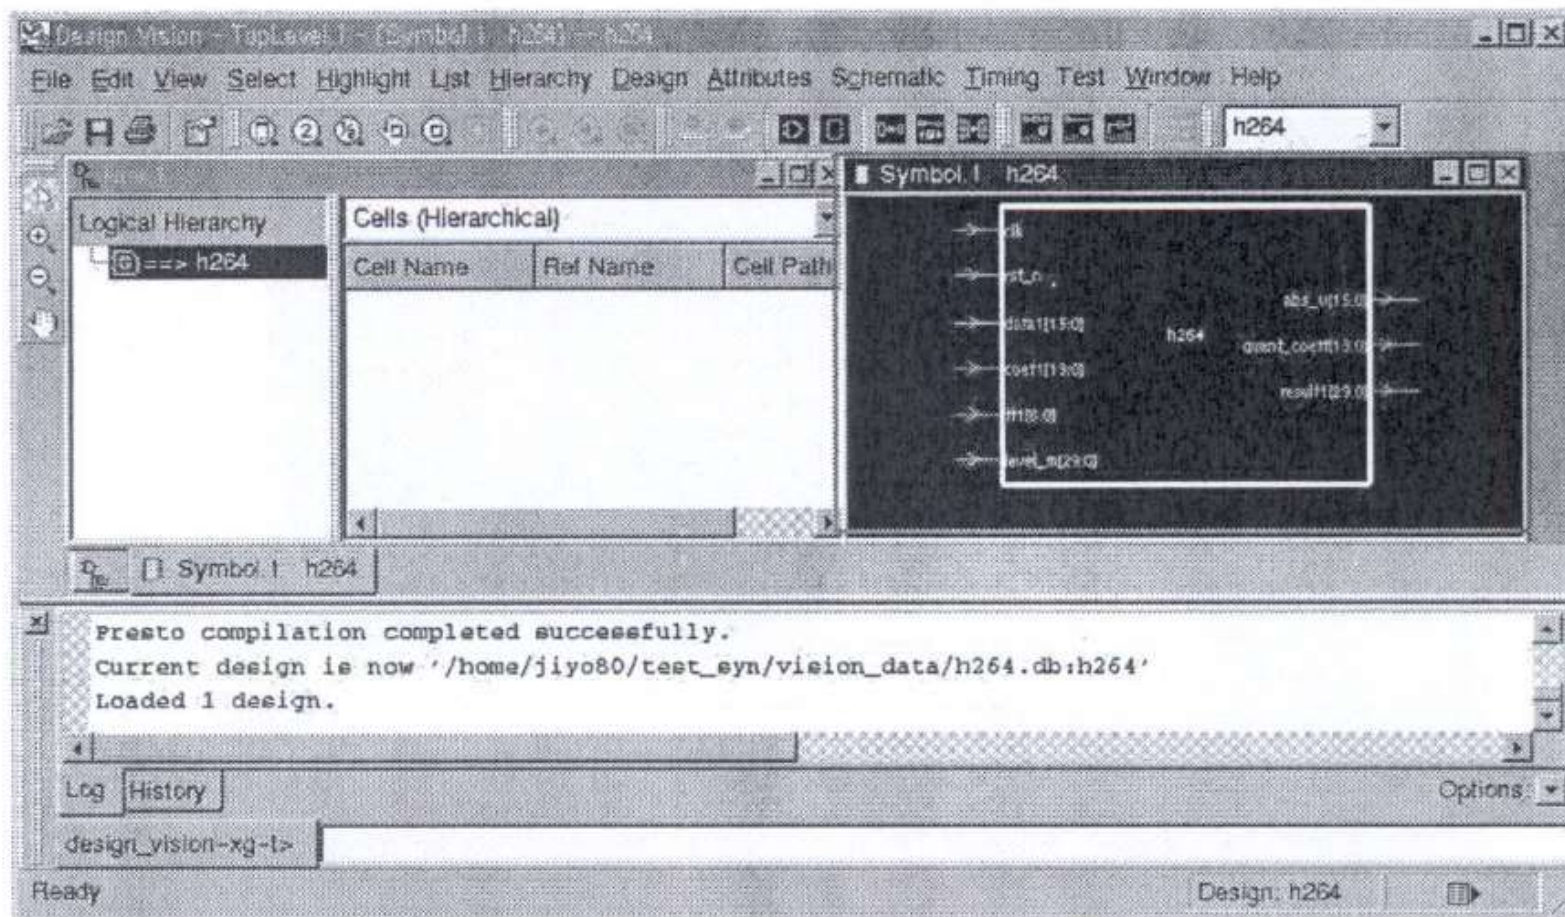 Design Vision - TopLevel.1 - (Symbol.1 h264) -- h264
File Edit View Select Highlight List Hierarchy Design Attributes Schematic Timing Test Window Help
h264
Symbol.1 h264
Logical Hierarchy
h264
Cells (Hierarchical)
Cell Name Ref Name Cell Path
clk
rst_n
data1[15:0]
h264
abs_u[15:0]
quant_coeff[13:0]
result1[29:0]
level_m[29:0]
Symbol.1 h264
Presto compilation completed successfully.
Current design is now '/home/jiyo80/test_syn/vision_data/h264.db:h264'
Loaded 1 design.
Log History
Options:
design_vision-xg-t>
Ready
Design: h264